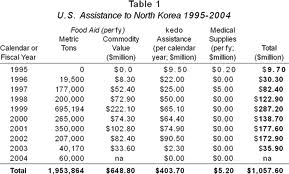 Table 1
U.S. Assistance to North Korea 1995-2004
Food Aid (per fy) kedo Medical
Metric Commodity Assistance Supplies
Calendar or Tons Value (per calendar (per fy; Total
Fiscal Year ($million) year; $million) $million) ($million)
1995 0 $0.0 $9.50 $0.20 $9.70
1996 19,500 $8.30 $22.00 $0.00 $30.30
1997 177,000 $52.40 $25.00 $5.00 $82.40
1998 200,000 $72.90 $50.00 $0.00 $122.90
1999 695,194 $222.10 $65.10 $0.00 $287.20
2000 265,000 $74.30 $64.40 $0.00 $138.70
2001 350,000 $102.80 $74.90 $0.00 $177.60
2002 207,000 $82.40 $90.50 $0.00 $172.90
2003 40,170 $33.60 $2.30 $0.00 $35.90
2004 60,000 na $0.00 na
Total 1,953,864 $648.80 $403.70 $5.20 $1,057.60